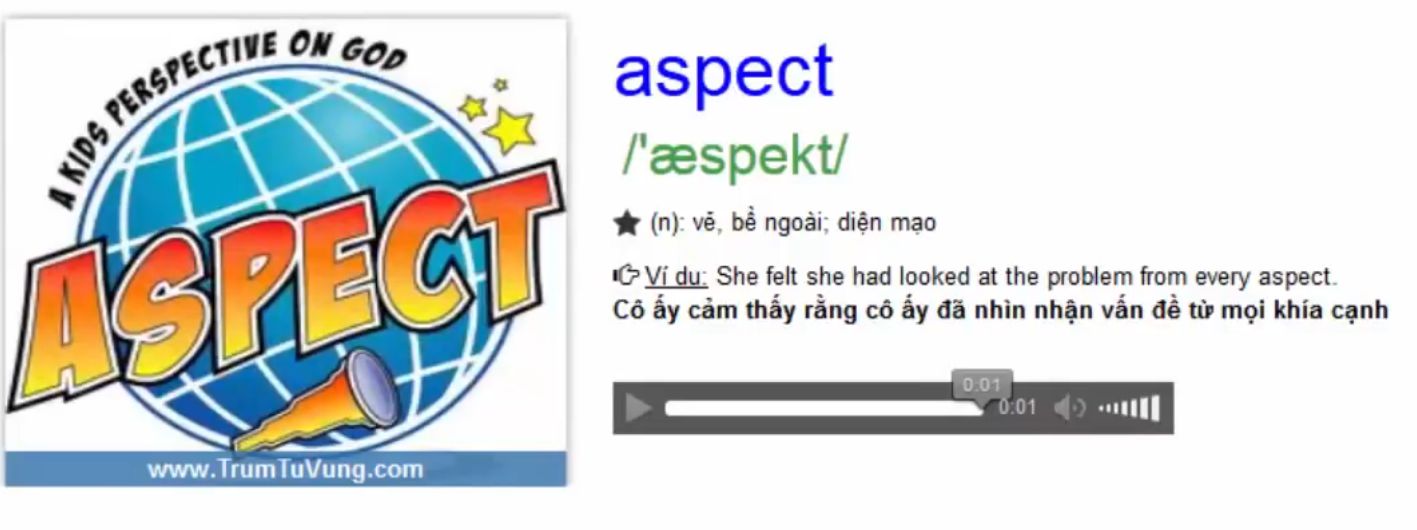 A KIDS PERSPECTIVE ON GOD
ASPECT
www.TrumTuVung.com
aspect
/'æspekt/
(n): vẻ, bề ngoài; diện mạo
Ví dụ: She felt she had looked at the problem from every aspect.
Cô ấy cảm thấy rằng cô ấy đã nhìn nhận vấn đề từ mọi khía cạnh
0:01
0:01